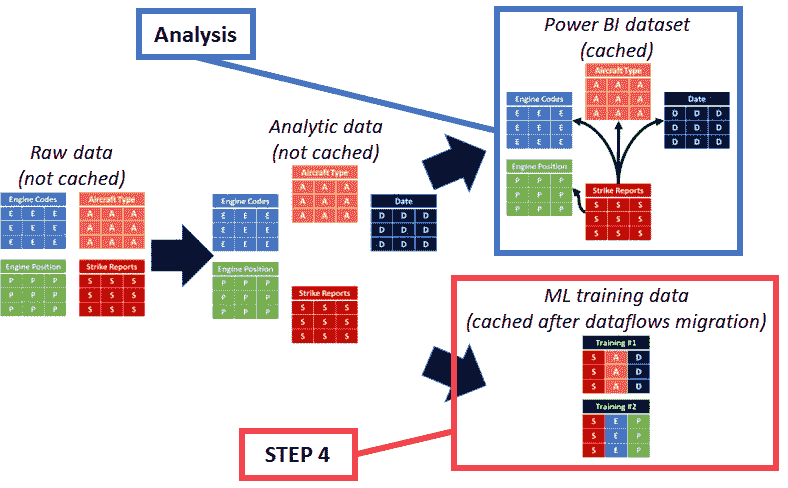 Analysis
Power BI dataset
(cached)
Aircraft Type
A A A
A A A
A A A
Engine Codes
E E E
E E E
E E E
Date
D D D
D D D
D D D
Engine Position
P P P
P P P
P P P
Strike Reports
S S S
S S S
S S S
Analytic data
(not cached)
Aircraft Type
A A A
A A A
A A A
Engine Codes
E E E
E E E
E E E
Date
D D D
D D D
D D D
Engine Position
P P P
P P P
P P P
Strike Reports
S S S
S S S
S S S
Raw data
(not cached)
Engine Codes
E E E
E E E
E E E
Aircraft Type
A A A
A A A
A A A
Engine Position
P P P
P P P
P P P
Strike Reports
S S S
S S S
S S S
ML training data
(cached after dataflows migration)
Training #1
S A D
S A D
S A D
Training #2
S E P
S E P
S E P
STEP 4